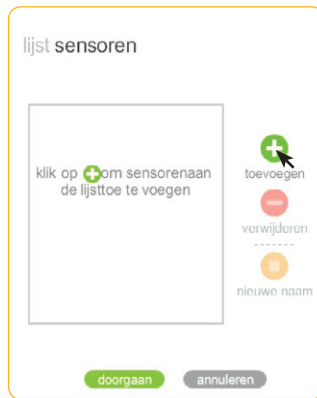 lijst sensoren
klik op om sensorenaan
de lijsttoe te voegen
toevoegen
verwijderen
nieuwe naam
doorgaan
annuleren